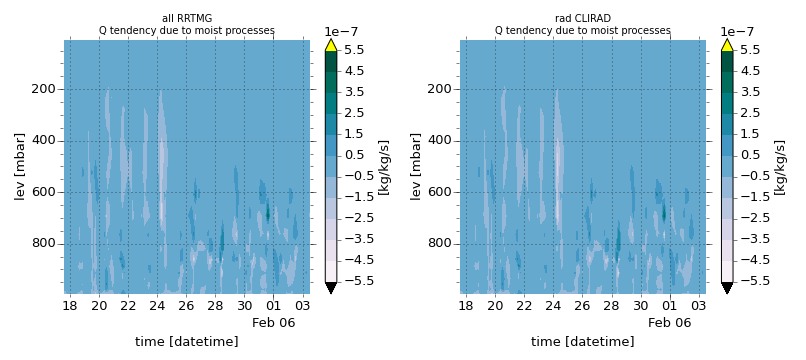 all RRTMG
Q tendency due to moist processes
1e−7
lev [mbar]
200
400
600
800
18 20 22 24 26 28 30 01 03
Feb 06
time [datetime]
5.5
4.5
3.5
2.5
1.5
0.5
−0.5
−1.5
−2.5
−3.5
−4.5
−5.5
[kg/kg/s]
rad CLIRAD
Q tendency due to moist processes
1e−7
lev [mbar]
200
400
600
800
18 20 22 24 26 28 30 01 03
Feb 06
time [datetime]
5.5
4.5
3.5
2.5
1.5
0.5
−0.5
−1.5
−2.5
−3.5
−4.5
−5.5
[kg/kg/s]